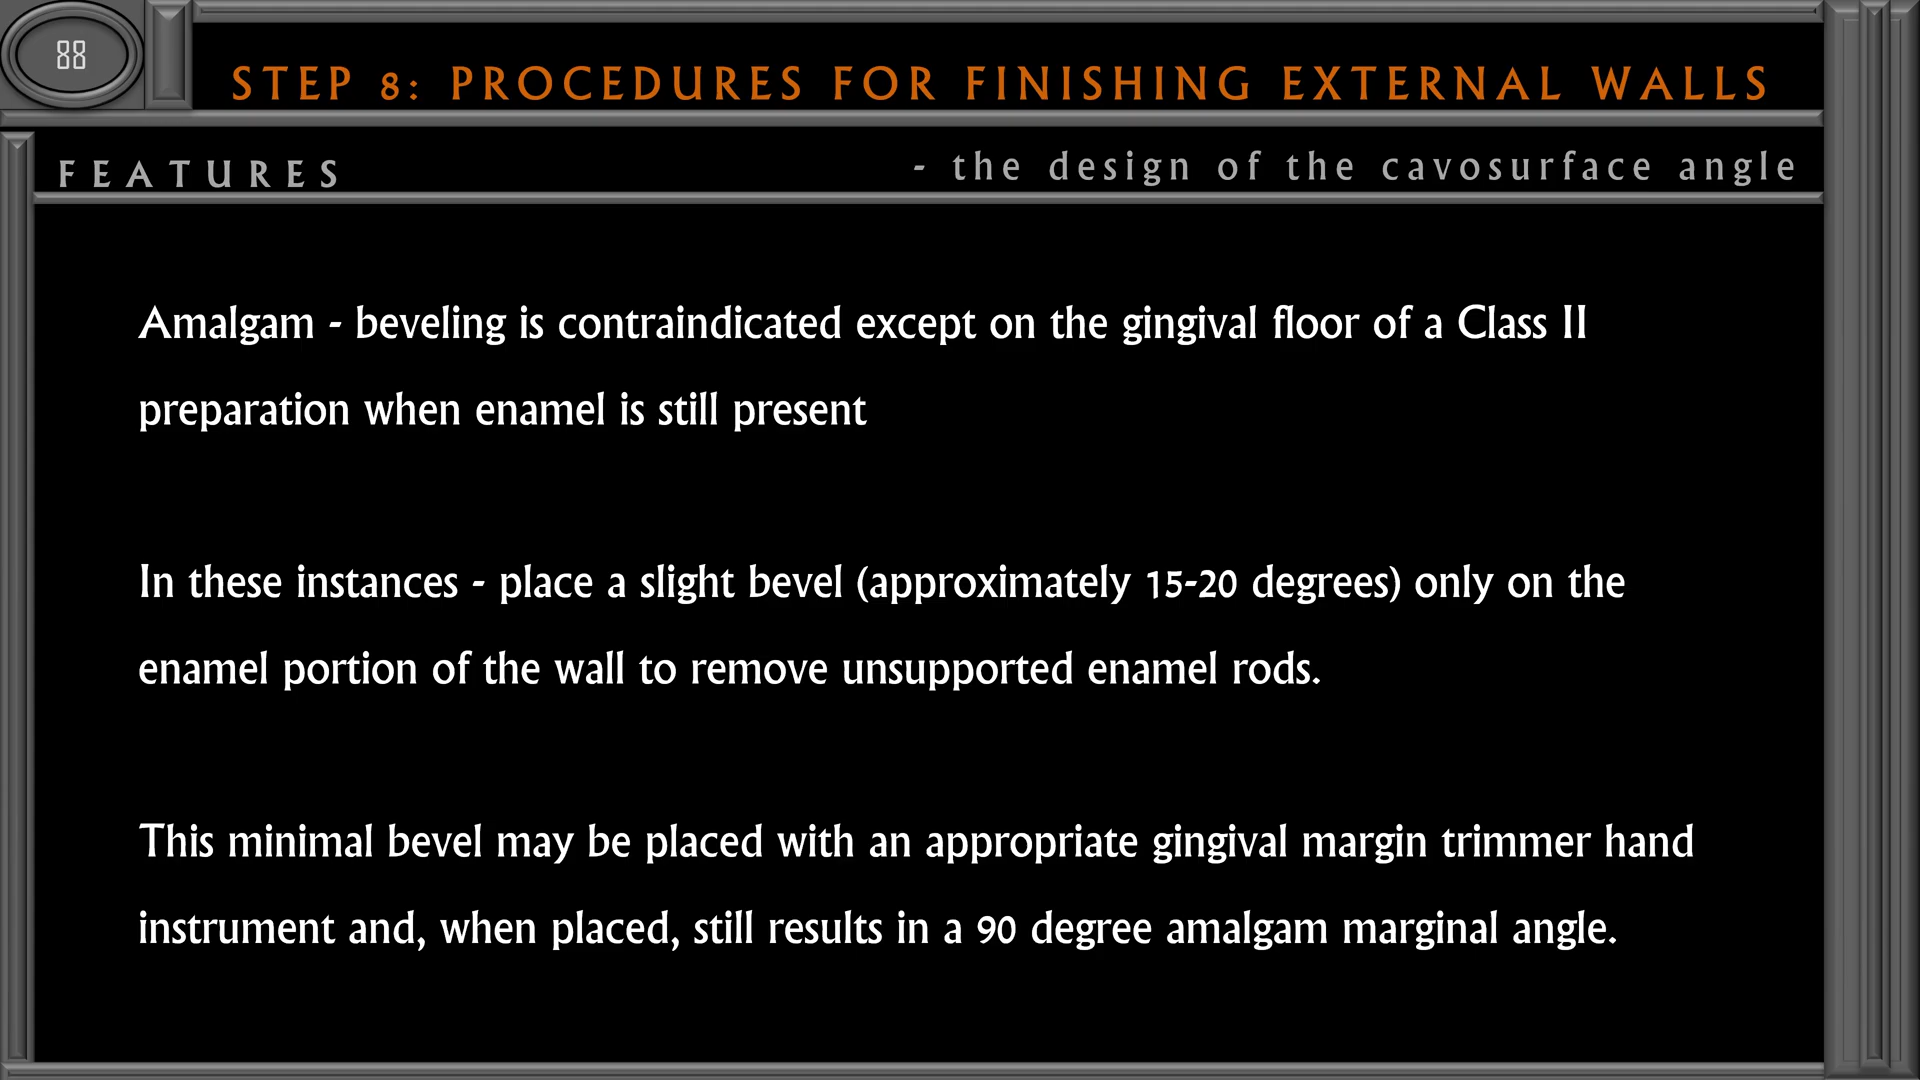 88
STEP 8: PROCEDURES FOR FINISHING EXTERNAL WALLS
FEATURES
- the design of the cavosurface angle
Amalgam - beveling is contraindicated except on the gingival floor of a Class II
preparation when enamel is still present
In these instances - place a slight bevel (approximately 15-20 degrees) only on the
enamel portion of the wall to remove unsupported enamel rods.
This minimal bevel may be placed with an appropriate gingival margin trimmer hand
instrument and, when placed, still results in a 90 degree amalgam marginal angle.